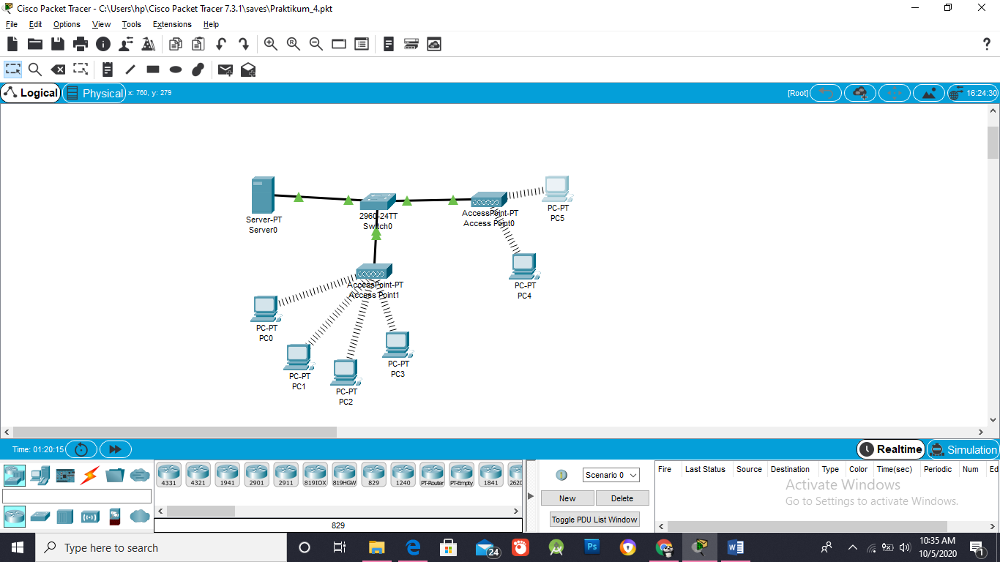 Cisco Packet Tracer - C:\Users\hp\Cisco Packet Tracer 7.3.1\saves\Praktikum_4.pkt
File Edit Options View Tools Extensions Help
Logical Physical x: 760, y: 279 [Root] 16:24:30
Server-PT
Server0
2960-24TT
Switch0
AccessPoint-PT
Access Point0
PC-PT
PC5
PC-PT
PC4
AccessPoint-PT
Access Point1
PC-PT
PC0
PC-PT
PC1
PC-PT
PC2
PC-PT
PC3
Time: 01:20:15 Realtime Simulation
4331 4321 1941 2901 2911 819IOX 819HGW 829 1240 PT-Router PT-Empty 1841 2620
829
Scenario 0
New Delete
Toggle PDU List Window
Fire Last Status Source Destination Type Color Time(sec) Periodic Num Ed
Activate Windows
Go to Settings to activate Windows.
Type here to search
24
Ps
10:35 AM
10/5/2020
1